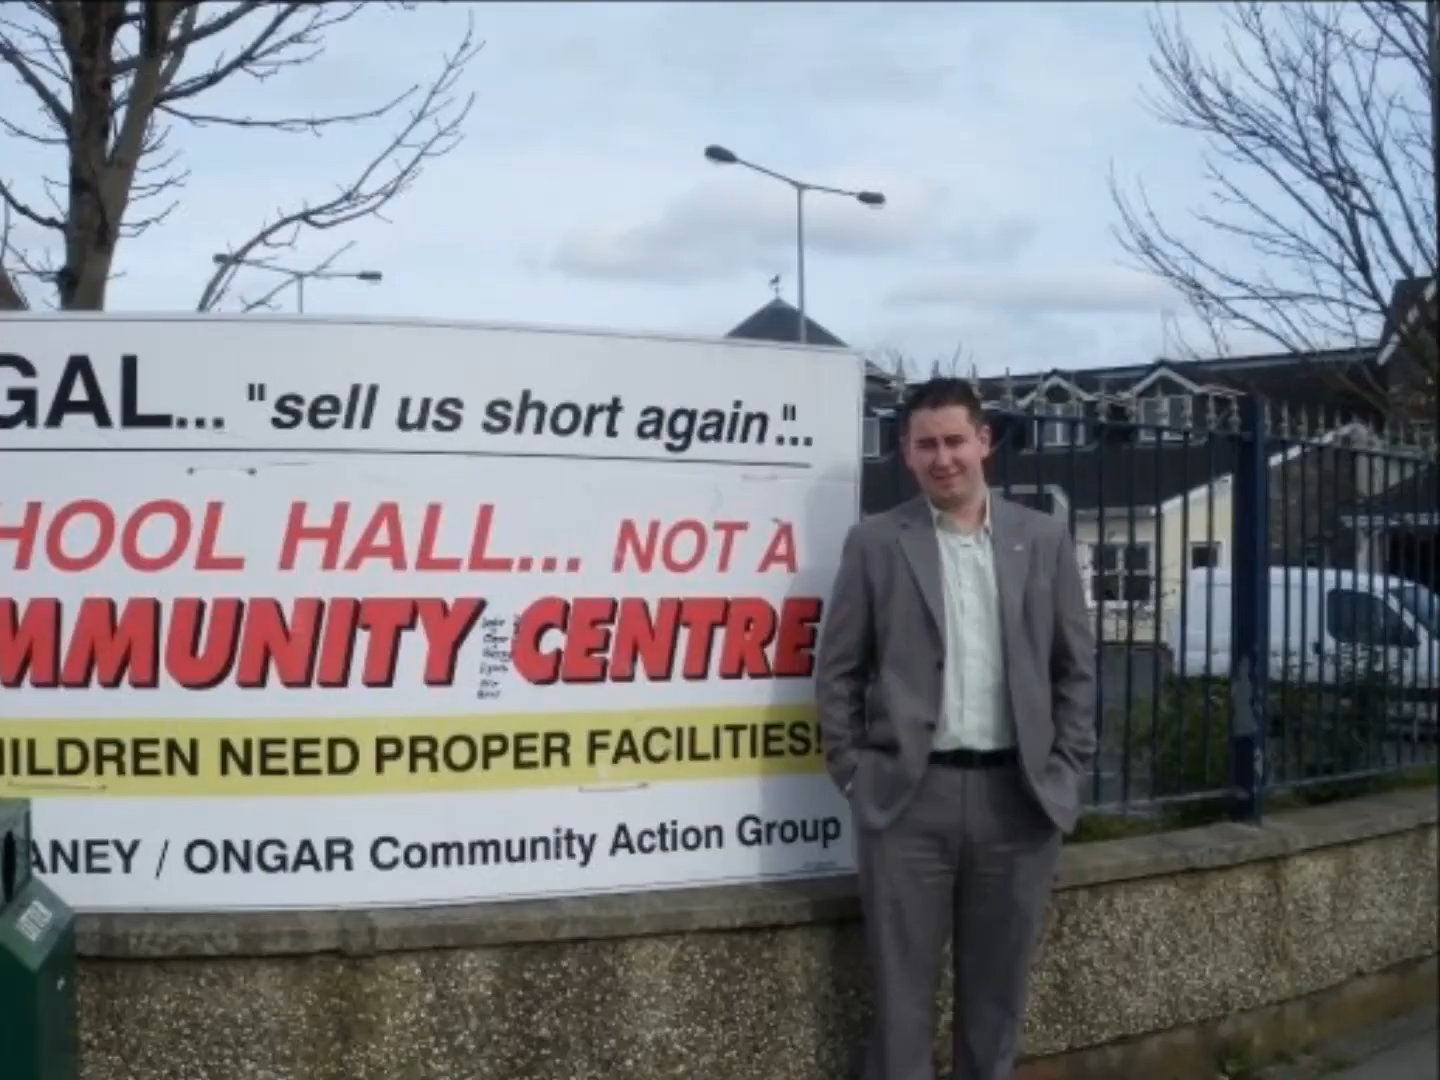 GAL... "sell us short again"...
HOOL HALL... NOT A
MMUNITY CENTRE
HILDREN NEED PROPER FACILITIES!
ANEY / ONGAR Community Action Group